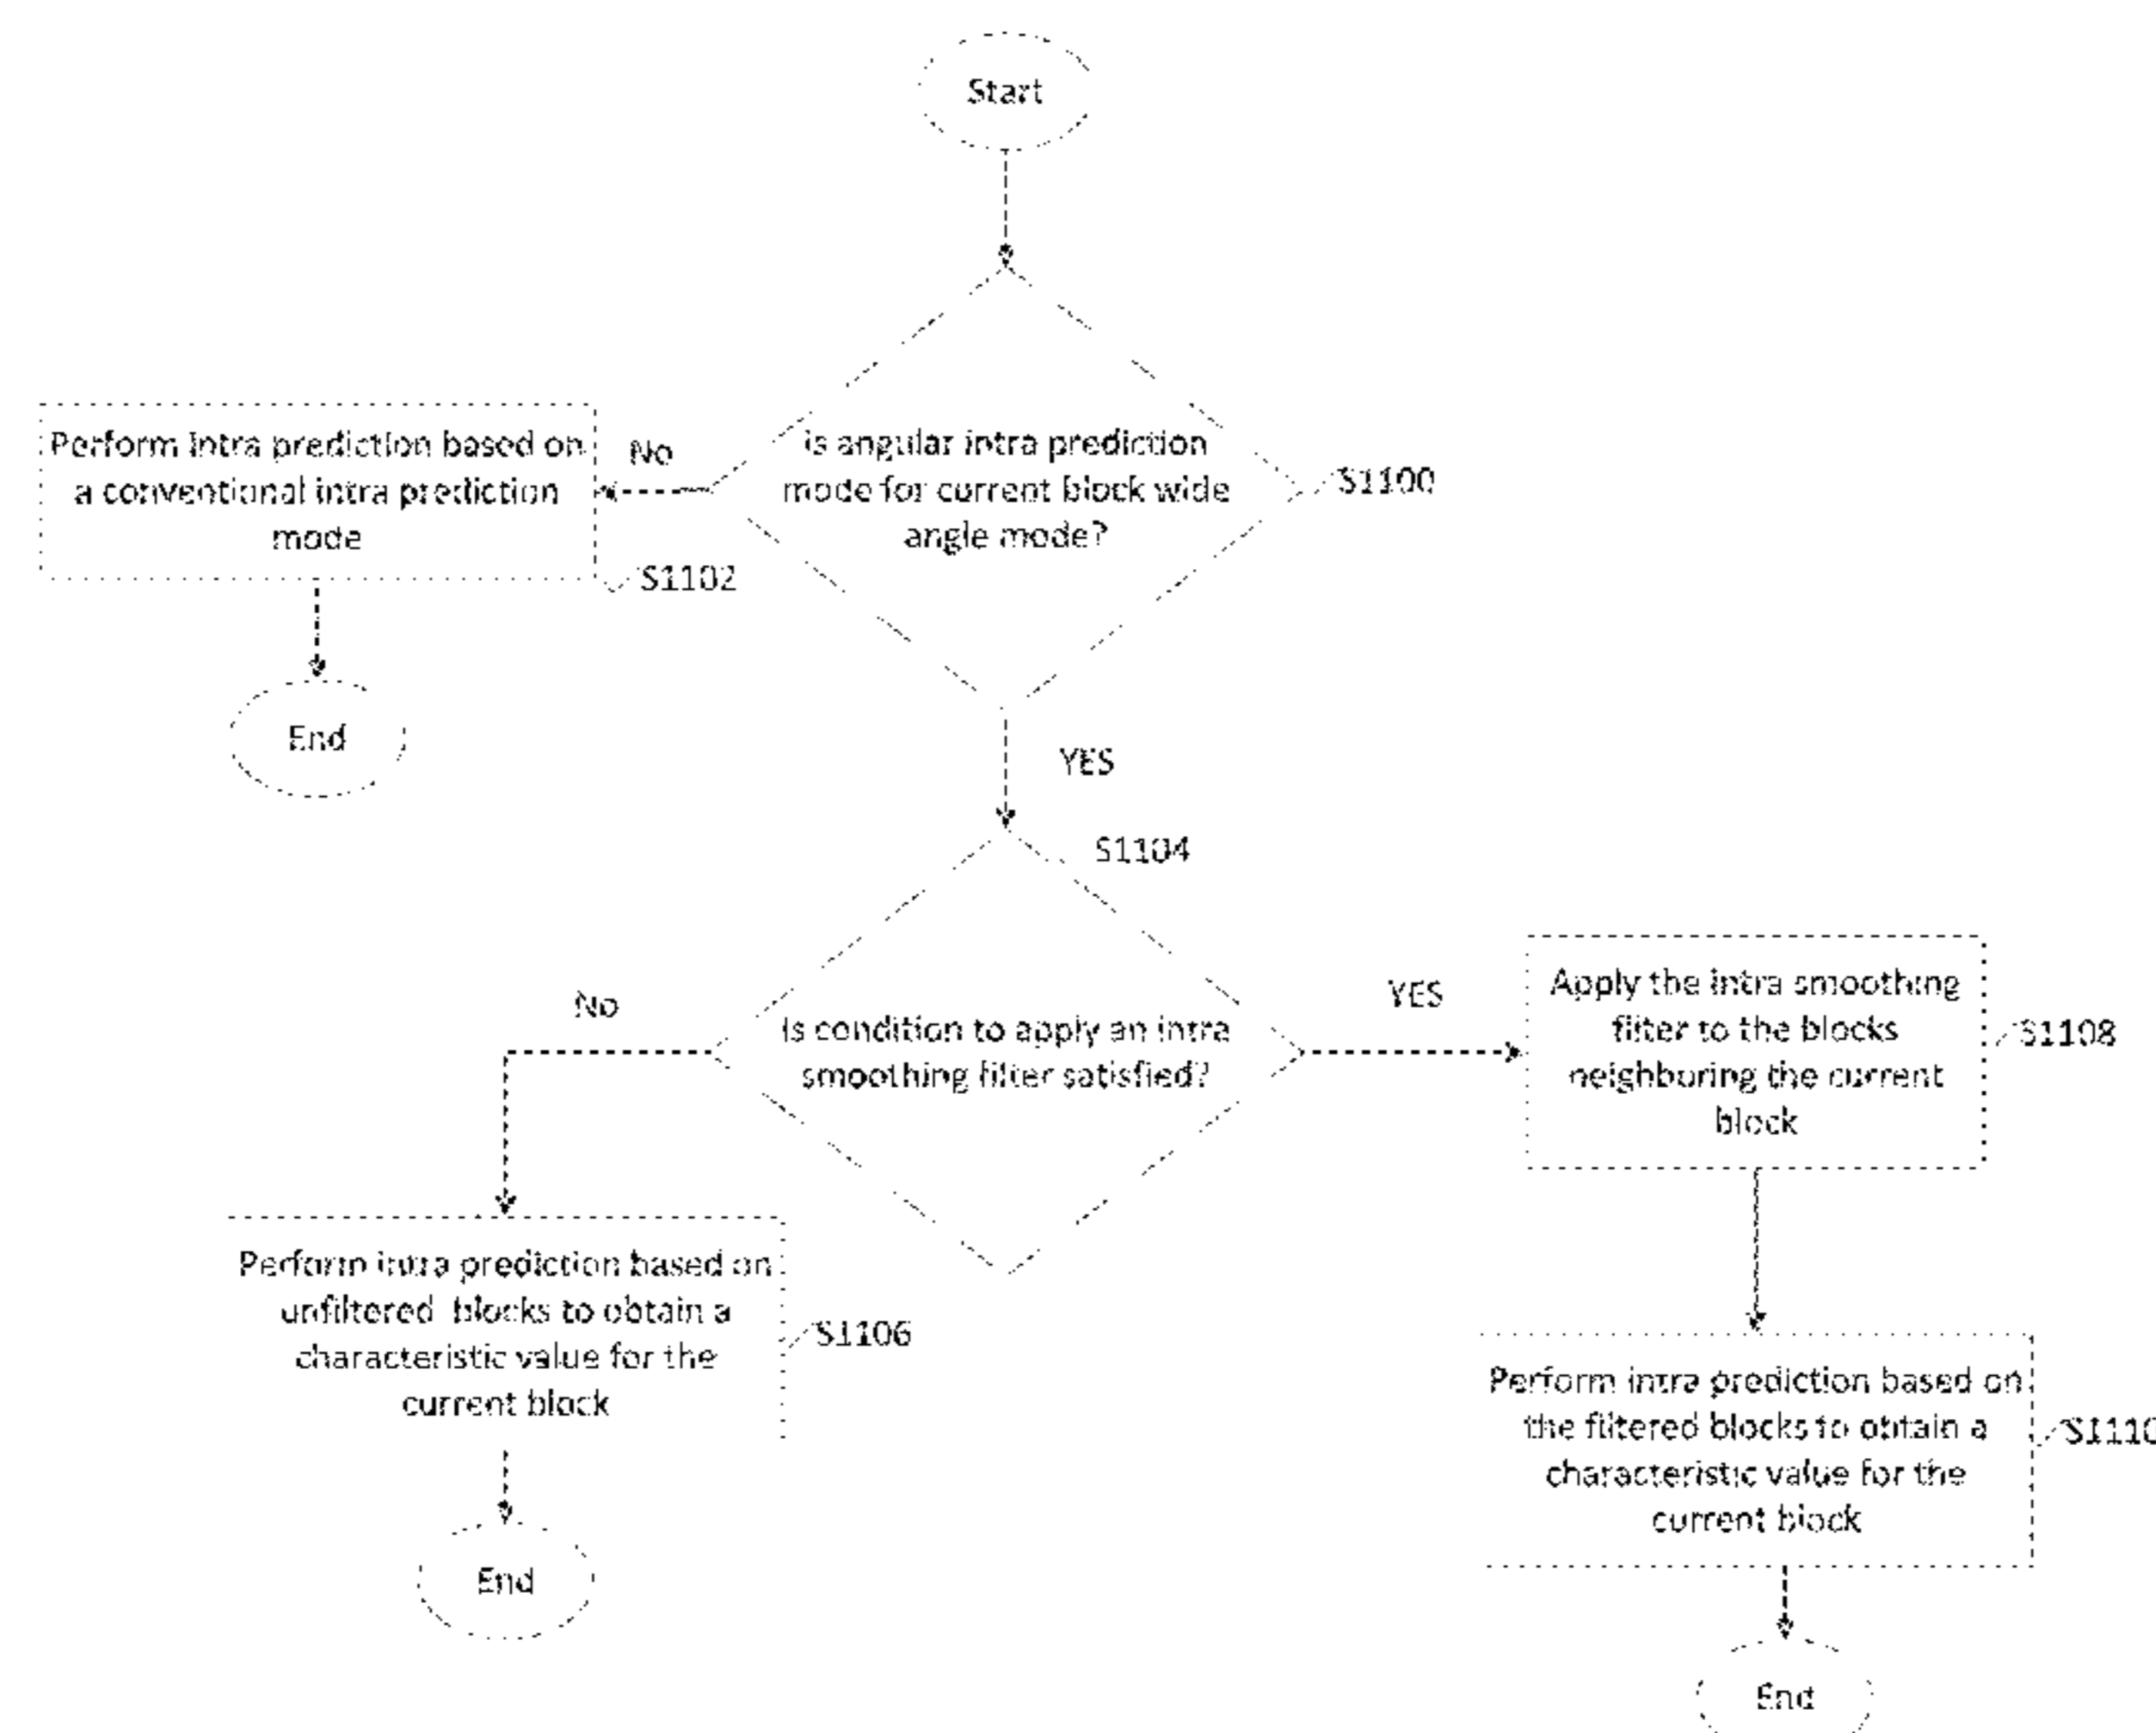 Start
is angular intra prediction
mode for current block wide
angle mode?
S1100
No
Perform intra prediction based on
a conventional intra prediction
mode
S1102
End
YES
S1104
Is condition to apply an intra
smoothing filter satisfied?
No
YES
Apply the intra smoothing
filter to the blocks
neighboring the current
block
S1108
Perform intra prediction based on
unfiltered blocks to obtain a
characteristic value for the
current block
S1106
End
Perform intra prediction based on
the filtered blocks to obtain a
characteristic value for the
current block
S1110
End